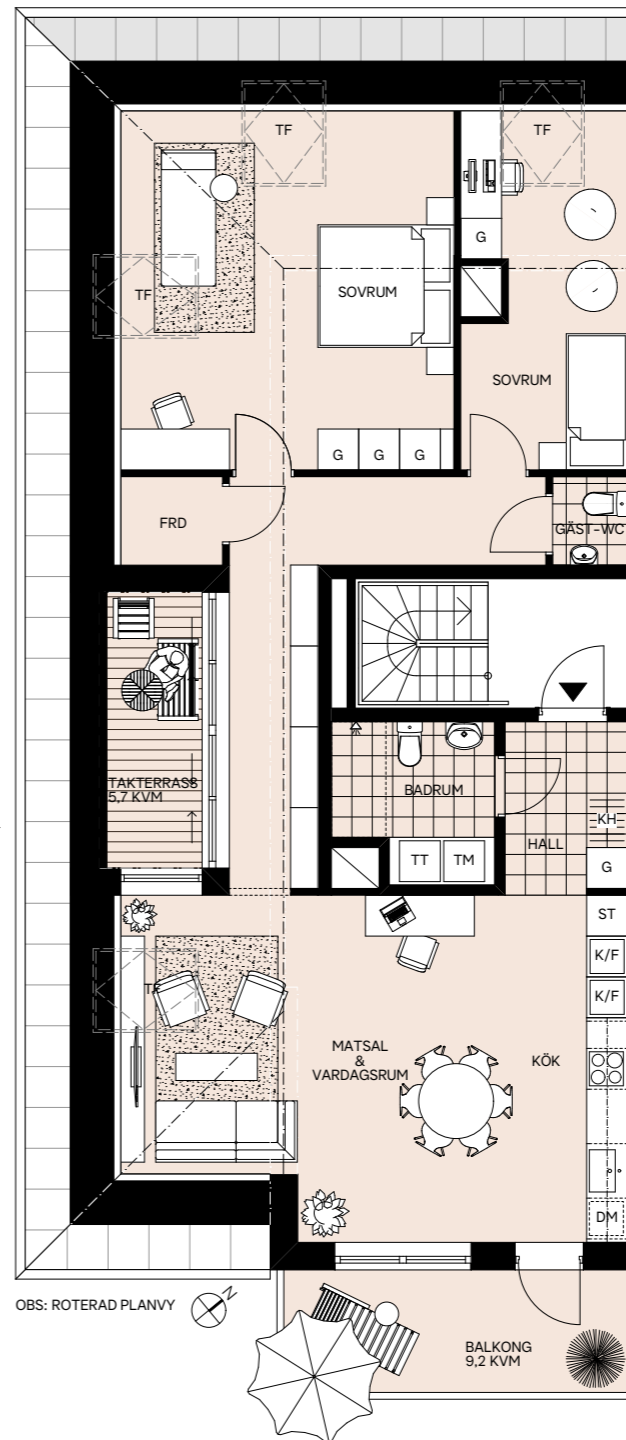 TF
TF
G
TF
SOVRUM
SOVRUM
G
G
G
FRD
GÄST-WC
TAKTERRASS
5,7 KVM
BADRUM
KH
HALL
TT
TM
G
ST
K/F
TF
K/F
MATSAL
&
VARDAGSRUM
KÖK
DM
OBS: ROTERAD PLANVY
N
BALKONG
9,2 KVM